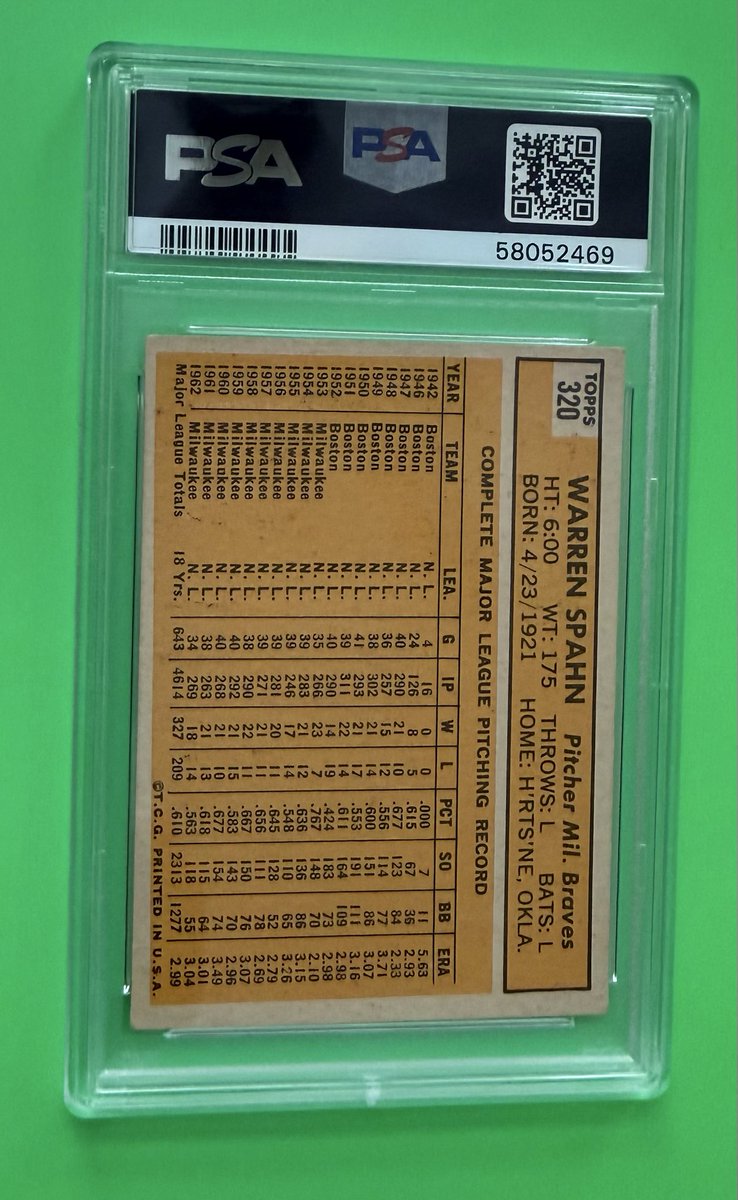 PSA
PSA
58052469
TOPPS
320
WARREN SPAHN Pitcher Mil. Braves
HT: 6:00 WT: 175 THROWS: L BATS: L
BORN: 4/23/1921 HOME: H'RTS'NE, OKLA.
COMPLETE MAJOR LEAGUE PITCHING RECORD
YEAR TEAM LEA. G IP W L PCT SO BB ERA
1942 Boston N. L. 4 16 0 0 .000 7 11 5.63
1946 Boston N. L. 24 126 8 5 .615 67 36 2.93
1947 Boston N. L. 40 290 21 10 .677 123 84 2.33
1948 Boston N. L. 36 257 15 12 .556 114 77 3.71
1949 Boston N. L. 38 302 21 14 .600 151 86 3.07
1950 Boston N. L. 41 293 21 17 .553 191 111 3.16
1951 Boston N. L. 39 311 22 14 .611 164 109 2.98
1952 Boston N. L. 40 290 14 19 .424 183 73 2.98
1953 Milwaukee N. L. 35 266 23 7 .767 148 70 2.10
1954 Milwaukee N. L. 39 283 21 12 .636 136 86 3.15
1955 Milwaukee N. L. 39 246 17 14 .548 110 65 3.26
1956 Milwaukee N. L. 39 281 20 11 .645 128 52 2.79
1957 Milwaukee N. L. 39 271 21 11 .656 111 78 2.69
1958 Milwaukee N. L. 38 290 22 11 .667 150 76 3.07
1959 Milwaukee N. L. 40 292 21 15 .583 143 70 2.96
1960 Milwaukee N. L. 40 268 21 10 .677 154 74 3.49
1961 Milwaukee N. L. 38 263 21 13 .618 115 64 3.01
1962 Milwaukee N. L. 34 269 18 14 .563 118 55 3.04
Major League Totals 18 Yrs. 643 4614 327 209 .610 2313 1277 2.99
©T.C.G. PRINTED IN U.S.A.